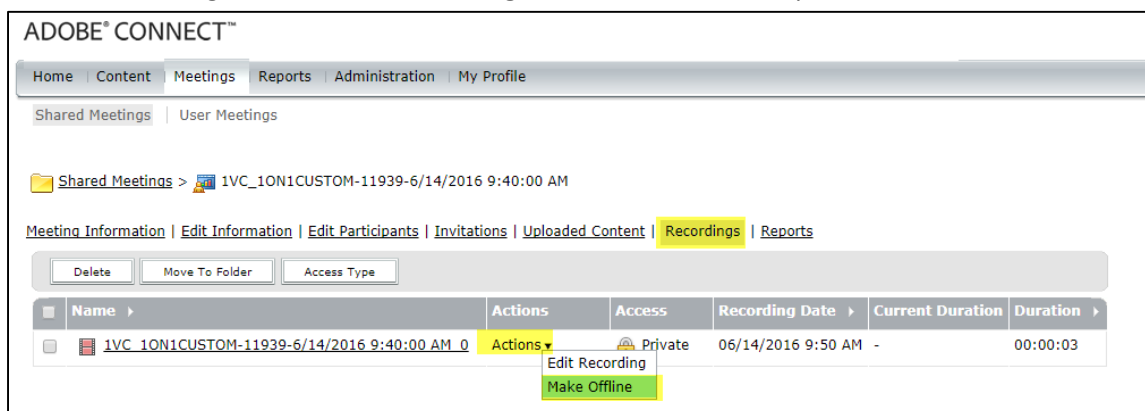 ADOBE® CONNECT™
Home | Content | Meetings | Reports | Administration | My Profile
Shared Meetings | User Meetings
Shared Meetings > 1VC_1ON1CUSTOM-11939-6/14/2016 9:40:00 AM
Meeting Information | Edit Information | Edit Participants | Invitations | Uploaded Content | Recordings | Reports
Delete Move To Folder Access Type
Name Actions Access Recording Date Current Duration Duration
1VC_1ON1CUSTOM-11939-6/14/2016 9:40:00 AM_0 Actions Private 06/14/2016 9:50 AM - 00:00:03
Edit Recording
Make Offline